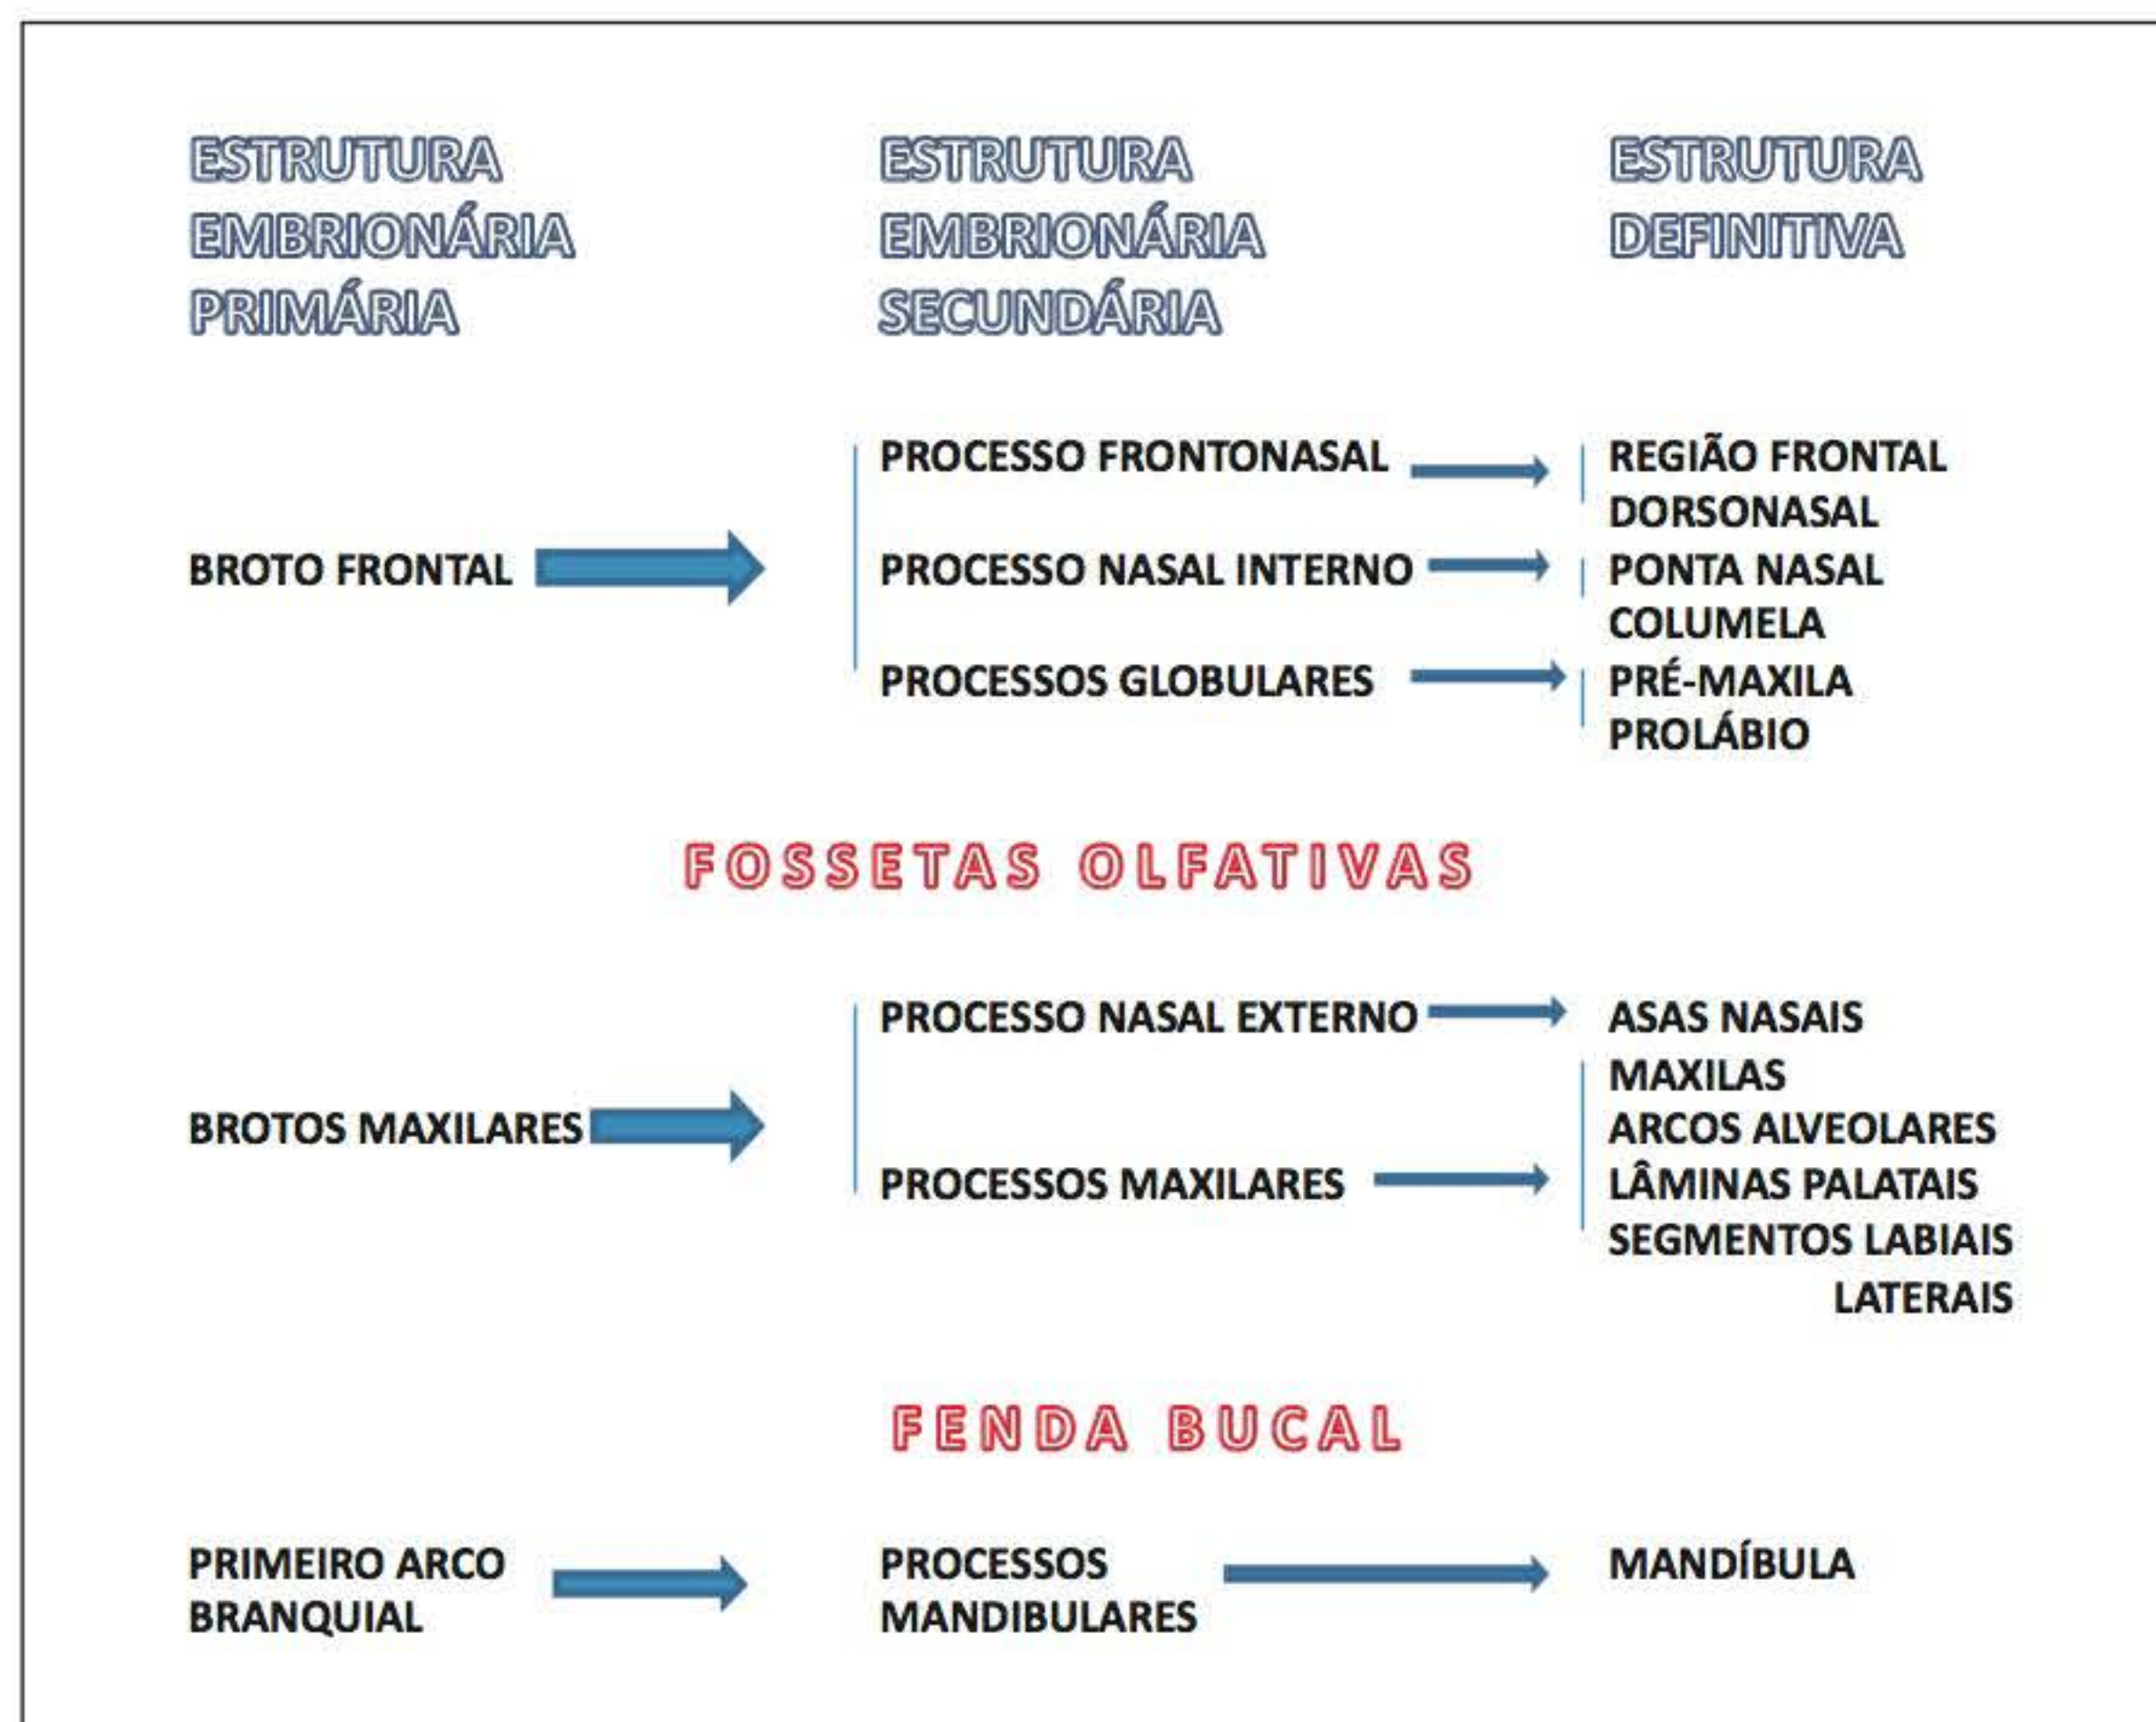 ESTRUTURA
EMBRIONÁRIA
PRIMÁRIA
ESTRUTURA
EMBRIONÁRIA
SECUNDÁRIA
ESTRUTURA
DEFINITIVA
BROTO FRONTAL
PROCESSO FRONTONASAL
REGIÃO FRONTAL
DORSONASAL
PROCESSO NASAL INTERNO
PONTA NASAL
COLUMELA
PROCESSOS GLOBULARES
PRÉ-MAXILA
PROLÁBIO
FOSSETAS OLFATIVAS
BROTOS MAXILARES
PROCESSO NASAL EXTERNO
ASAS NASAIS
PROCESSOS MAXILARES
MAXILAS
ARCOS ALVEOLARES
LÂMINAS PALATAIS
SEGMENTOS LABIAIS
LATERAIS
FENDA BUCAL
PRIMEIRO ARCO
BRANQUIAL
PROCESSOS
MANDIBULARES
MANDÍBULA